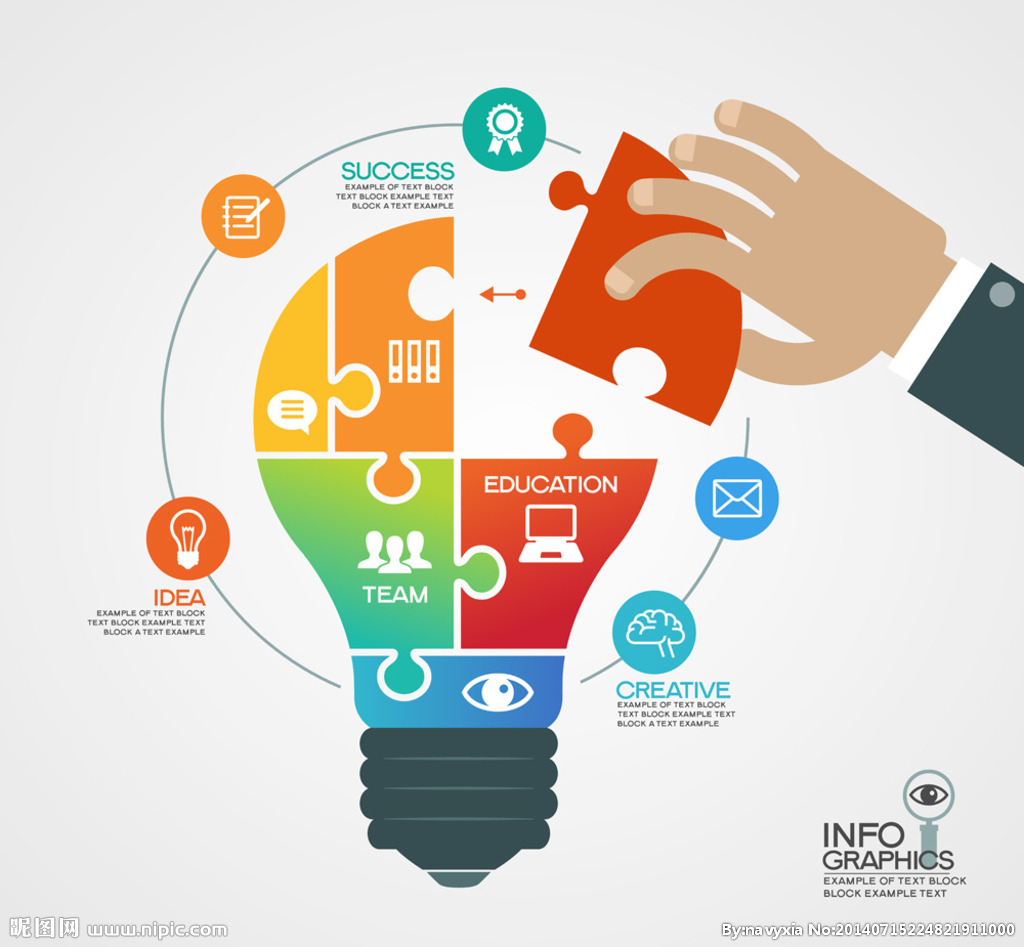 SUCCESS
EXAMPLE OF TEXT BLOCK
TEXT BLOCK EXAMPLE TEXT
BLOCK A TEXT EXAMPLE
EDUCATION
TEAM
IDEA
EXAMPLE OF TEXT BLOCK
TEXT BLOCK EXAMPLE TEXT
BLOCK A TEXT EXAMPLE
CREATIVE
EXAMPLE OF TEXT BLOCK
TEXT BLOCK EXAMPLE TEXT
BLOCK A TEXT EXAMPLE
INFO
GRAPHICS
EXAMPLE OF TEXT BLOCK
BLOCK EXAMPLE TEXT
昵图网 www.nipic.com
By:navyxia No:20140715224821911000